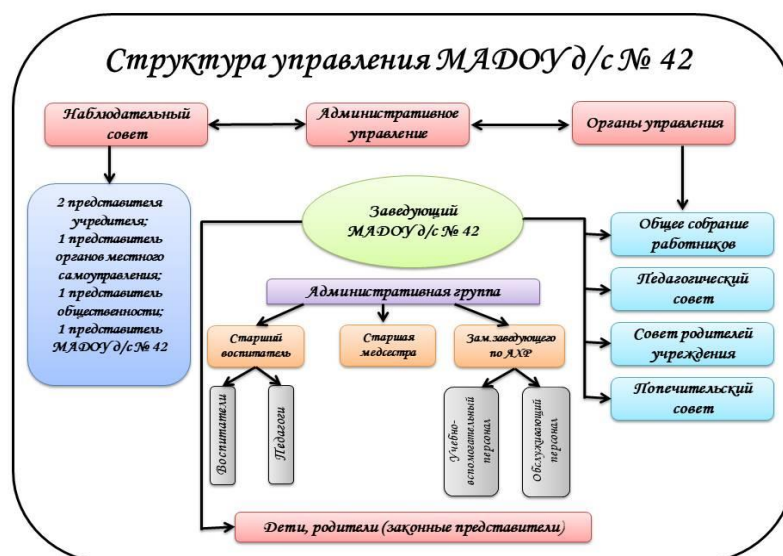 Структура управления МАДОУ д/с № 42
Наблюдательный
совет
Административное
управление
Органы управления
2 представителя
учредителя;
1 представитель
органов местного
самоуправления;
1 представитель
общественности;
1 представитель
МАДОУ д/с № 42
Заведующий
МАДОУ д/с № 42
Общее собрание
работников
Педагогический
совет
Совет родителей
учреждения
Попечительский
совет
Административная группа
Старший
воспитатель
Старшая
медсестра
Зам.заведующего
по АХР
Воспитатели
Педагоги
Учебно-
вспомогательный
персонал
Обслуживающий
персонал
Дети, родители (законные представители)